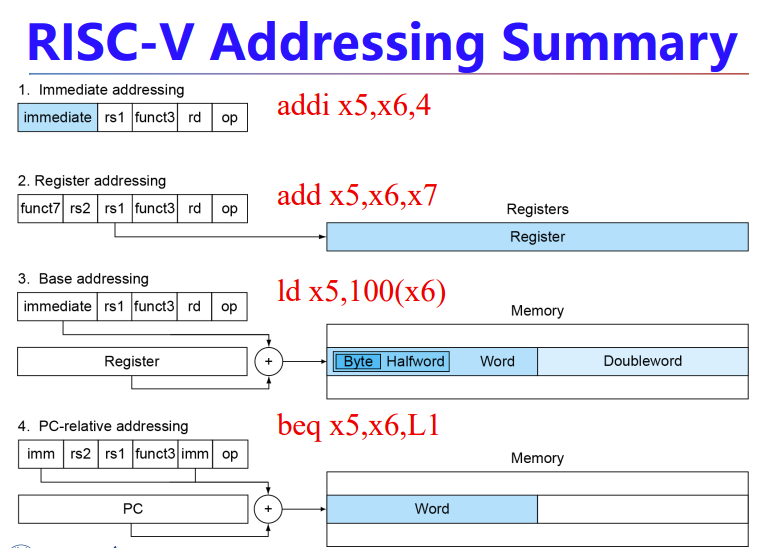 RISC-V Addressing Summary
1. Immediate addressing
addi x5,x6,4
immediate rs1 funct3 rd op
2. Register addressing
add x5,x6,x7
funct7 rs2 rs1 funct3 rd op
Registers
Register
3. Base addressing
ld x5,100(x6)
immediate rs1 funct3 rd op
Memory
Register
+
Byte Halfword Word Doubleword
4. PC-relative addressing
beq x5,x6,L1
imm rs2 rs1 funct3 imm op
Memory
PC
+
Word